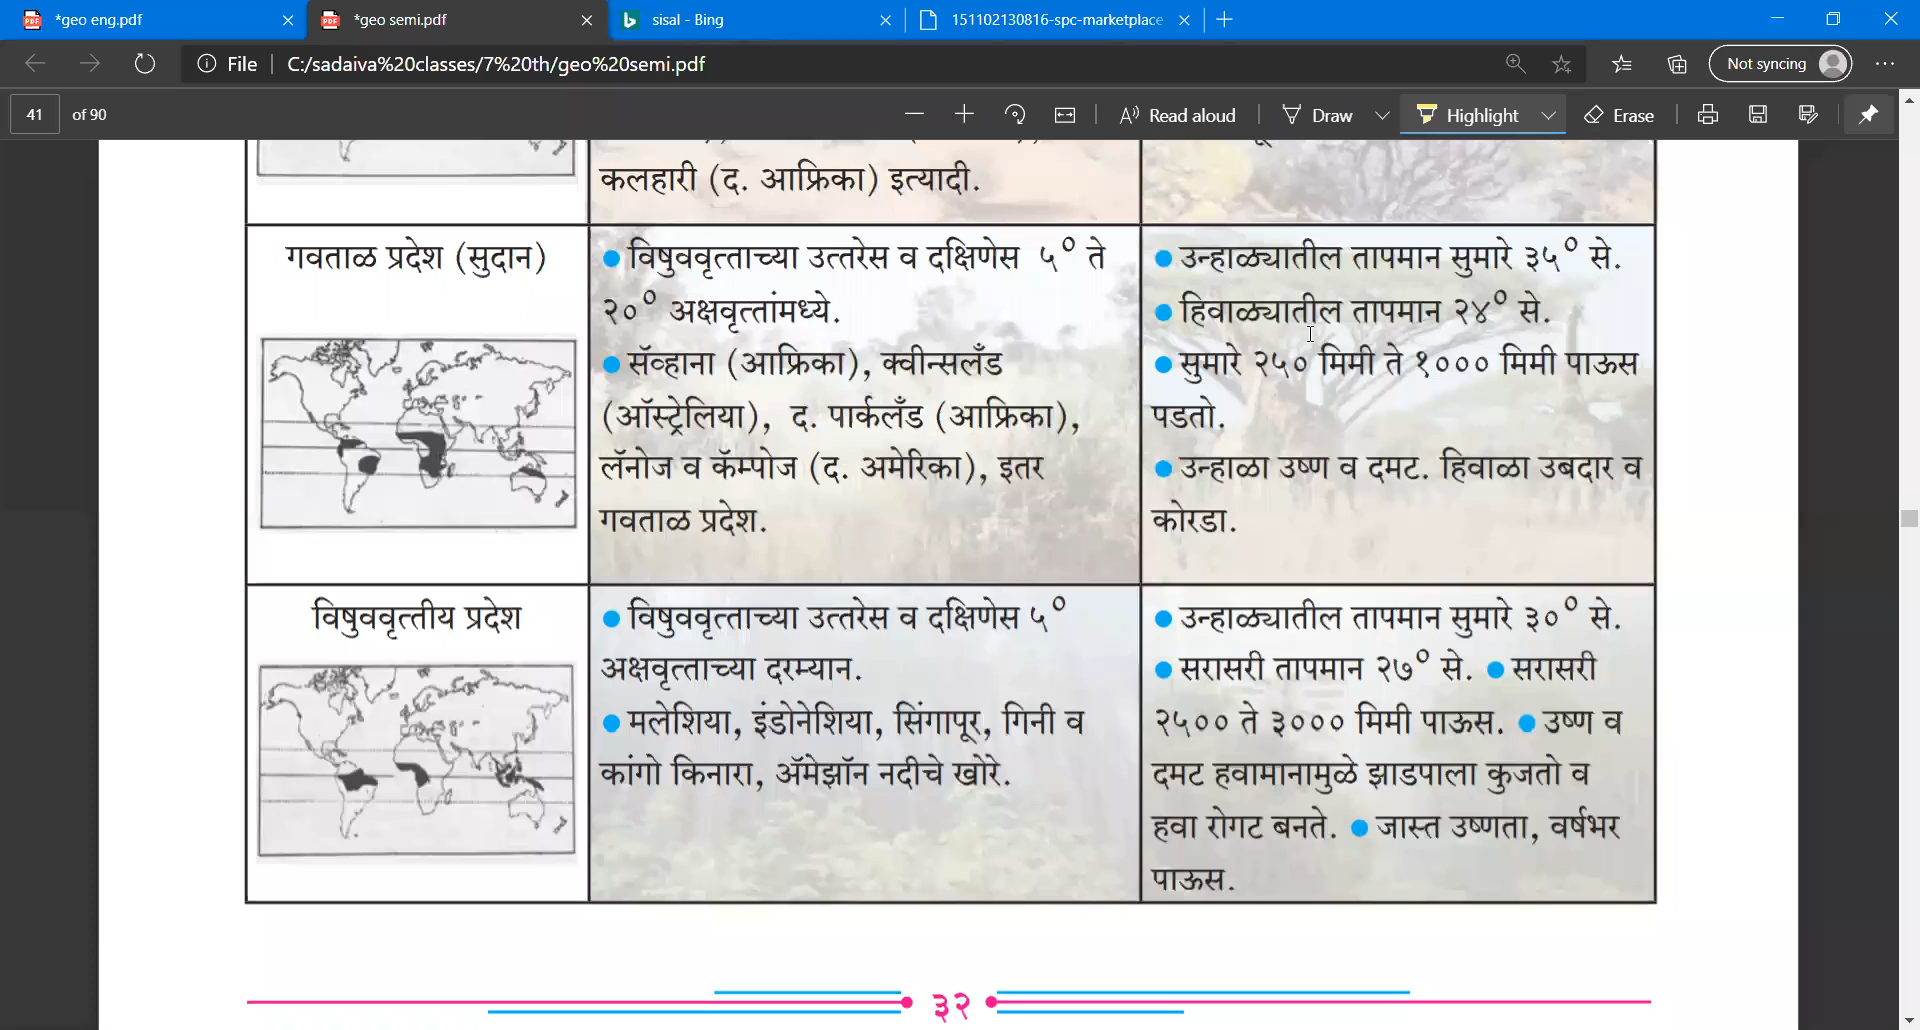 *geo eng.pdf
*geo semi.pdf
sisal - Bing
151102130816-spc-marketplace
File
C:/sadaiva%20classes/7%20th/geo%20semi.pdf
Not syncing
41 of 90
Read aloud
Draw
Highlight
Erase
कलहारी (द. आफ्रिका) इत्यादी.
गवताळ प्रदेश (सुदान)
● विषुववृत्ताच्या उत्तरेस व दक्षिणेस ५° ते
२०° अक्षवृत्तांमध्ये.
● सॅव्हाना (आफ्रिका), क्वीन्सलँड
(ऑस्ट्रेलिया), द. पार्कलँड (आफ्रिका),
लॅनोज व कॅम्पोज (द. अमेरिका), इतर
गवताळ प्रदेश.
● उन्हाळ्यातील तापमान सुमारे ३५° से.
● हिवाळ्यातील तापमान २४° से.
● सुमारे २५० मिमी ते १००० मिमी पाऊस
पडतो.
● उन्हाळा उष्ण व दमट. हिवाळा उबदार व
कोरडा.
विषुववृत्तीय प्रदेश
● विषुववृत्ताच्या उत्तरेस व दक्षिणेस ५°
अक्षवृत्ताच्या दरम्यान.
● मलेशिया, इंडोनेशिया, सिंगापूर, गिनी व
कांगो किनारा, ॲमेझॉन नदीचे खोरे.
● उन्हाळ्यातील तापमान सुमारे ३०° से.
● सरासरी तापमान २७° से. ● सरासरी
२५०० ते ३००० मिमी पाऊस. ● उष्ण व
दमट हवामानामुळे झाडपाला कुजतो व
हवा रोगट बनते. ● जास्त उष्णता, वर्षभर
पाऊस.
३२